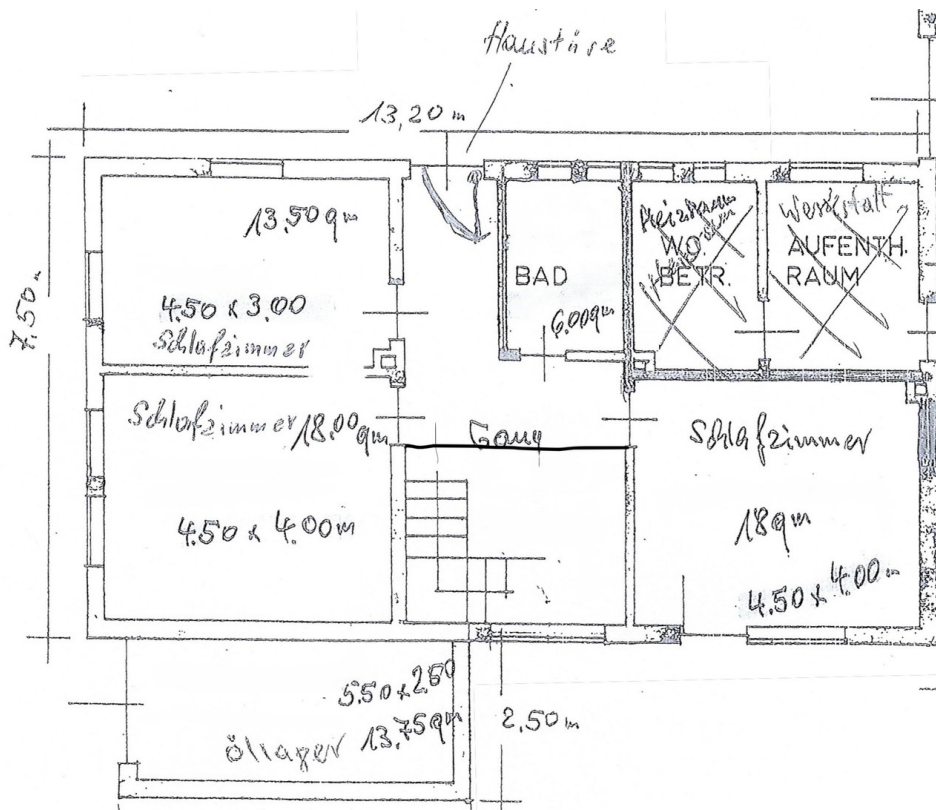 Haustüre
13,20 m
13.50 qm
4.50 x 3.00
Schlafzimmer
7.50 m
BAD
6.00 qm
WO
BETR.
Werkstatt
AUFENTH.
RAUM
Schlafzimmer 18.00 qm
4.50 x 4.00 m
Gang
Schlafzimmer
18 qm
4.50 x 4.00 m
5.50 x 2.50
13,75 qm
öllager
2,50 m